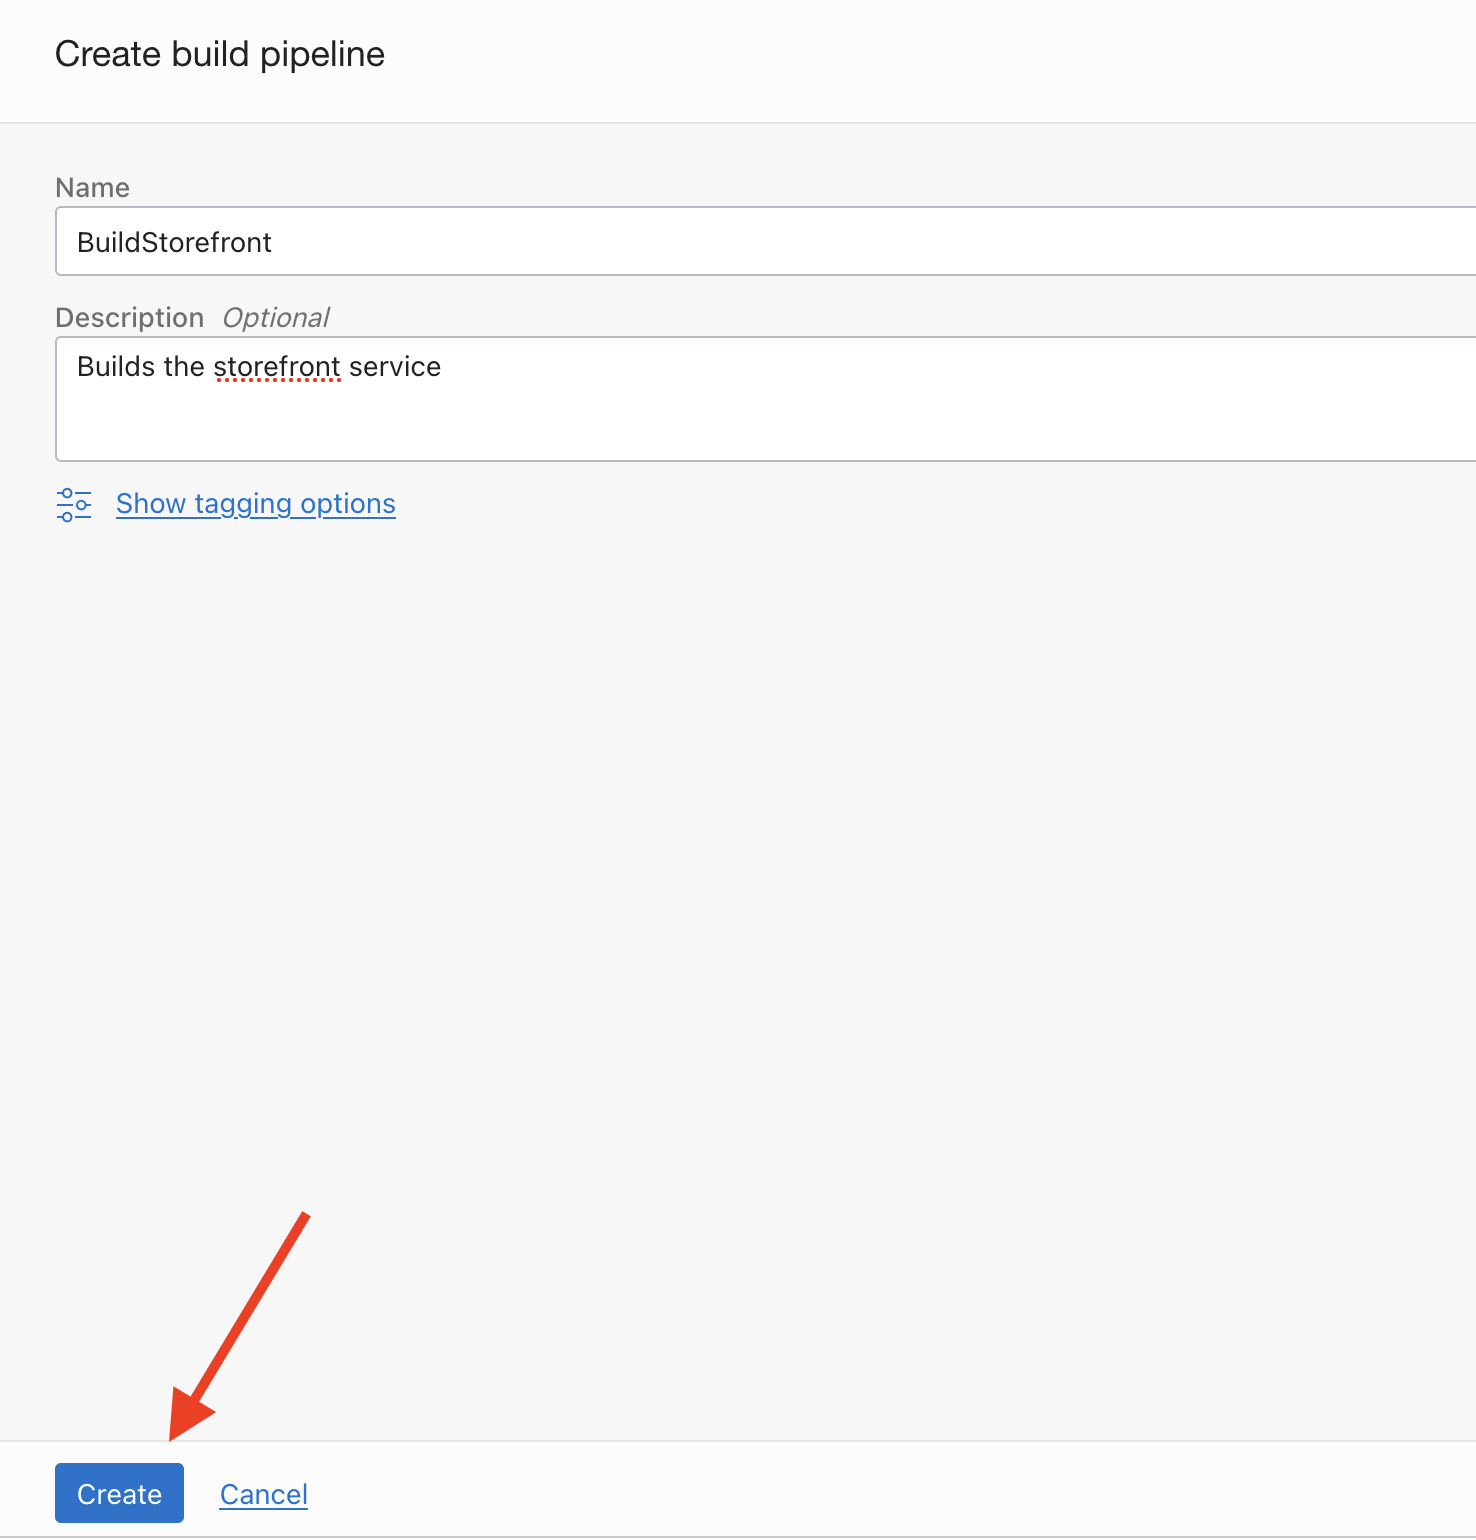 Create build pipeline
Name
BuildStorefront
Description Optional
Builds the storefront service
Show tagging options
Create Cancel